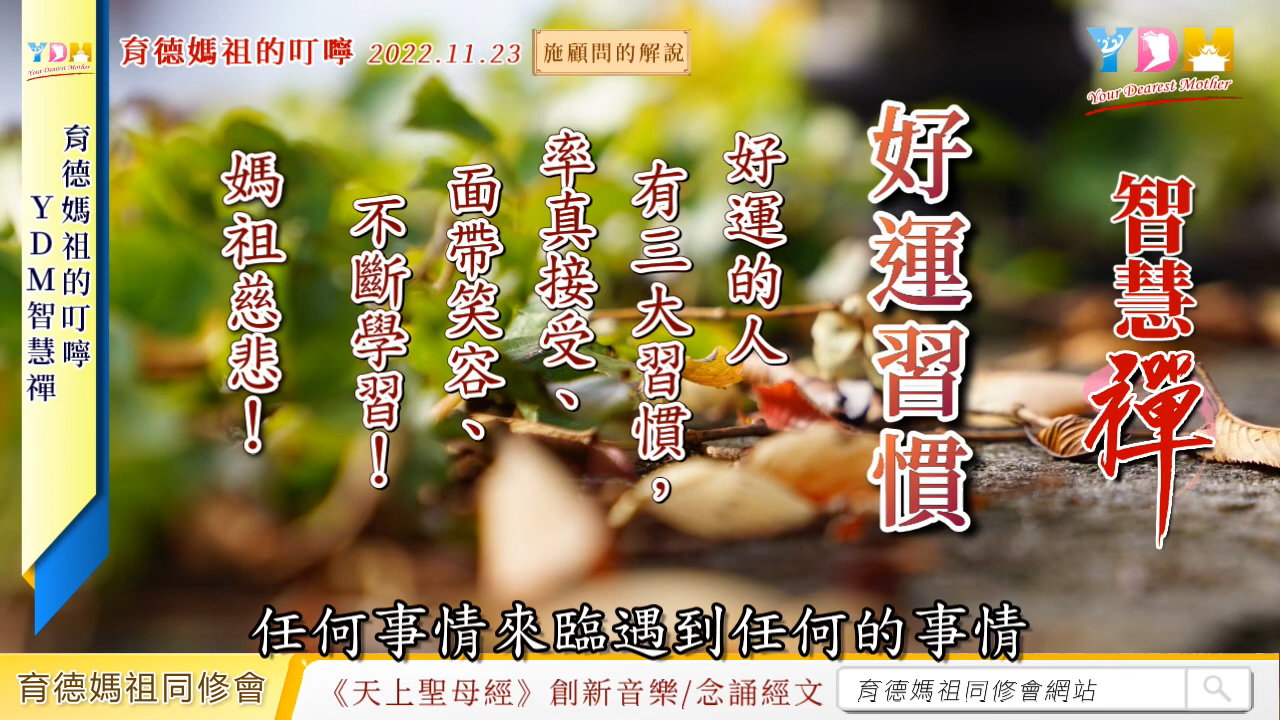 育德媽祖的叮嚀 2022.11.23 施顧問的解說
YDM
Your Dearest Mother
YDM
Your Dearest Mother
育德媽祖的叮嚀
YDM智慧禪
智慧禪
好運習慣
好運的人
有三大習慣，
率真接受、
面帶笑容、
不斷學習！
媽祖慈悲！
任何事情來臨遇到任何的事情
育德媽祖同修會
《天上聖母經》創新音樂/念誦經文
育德媽祖同修會網站